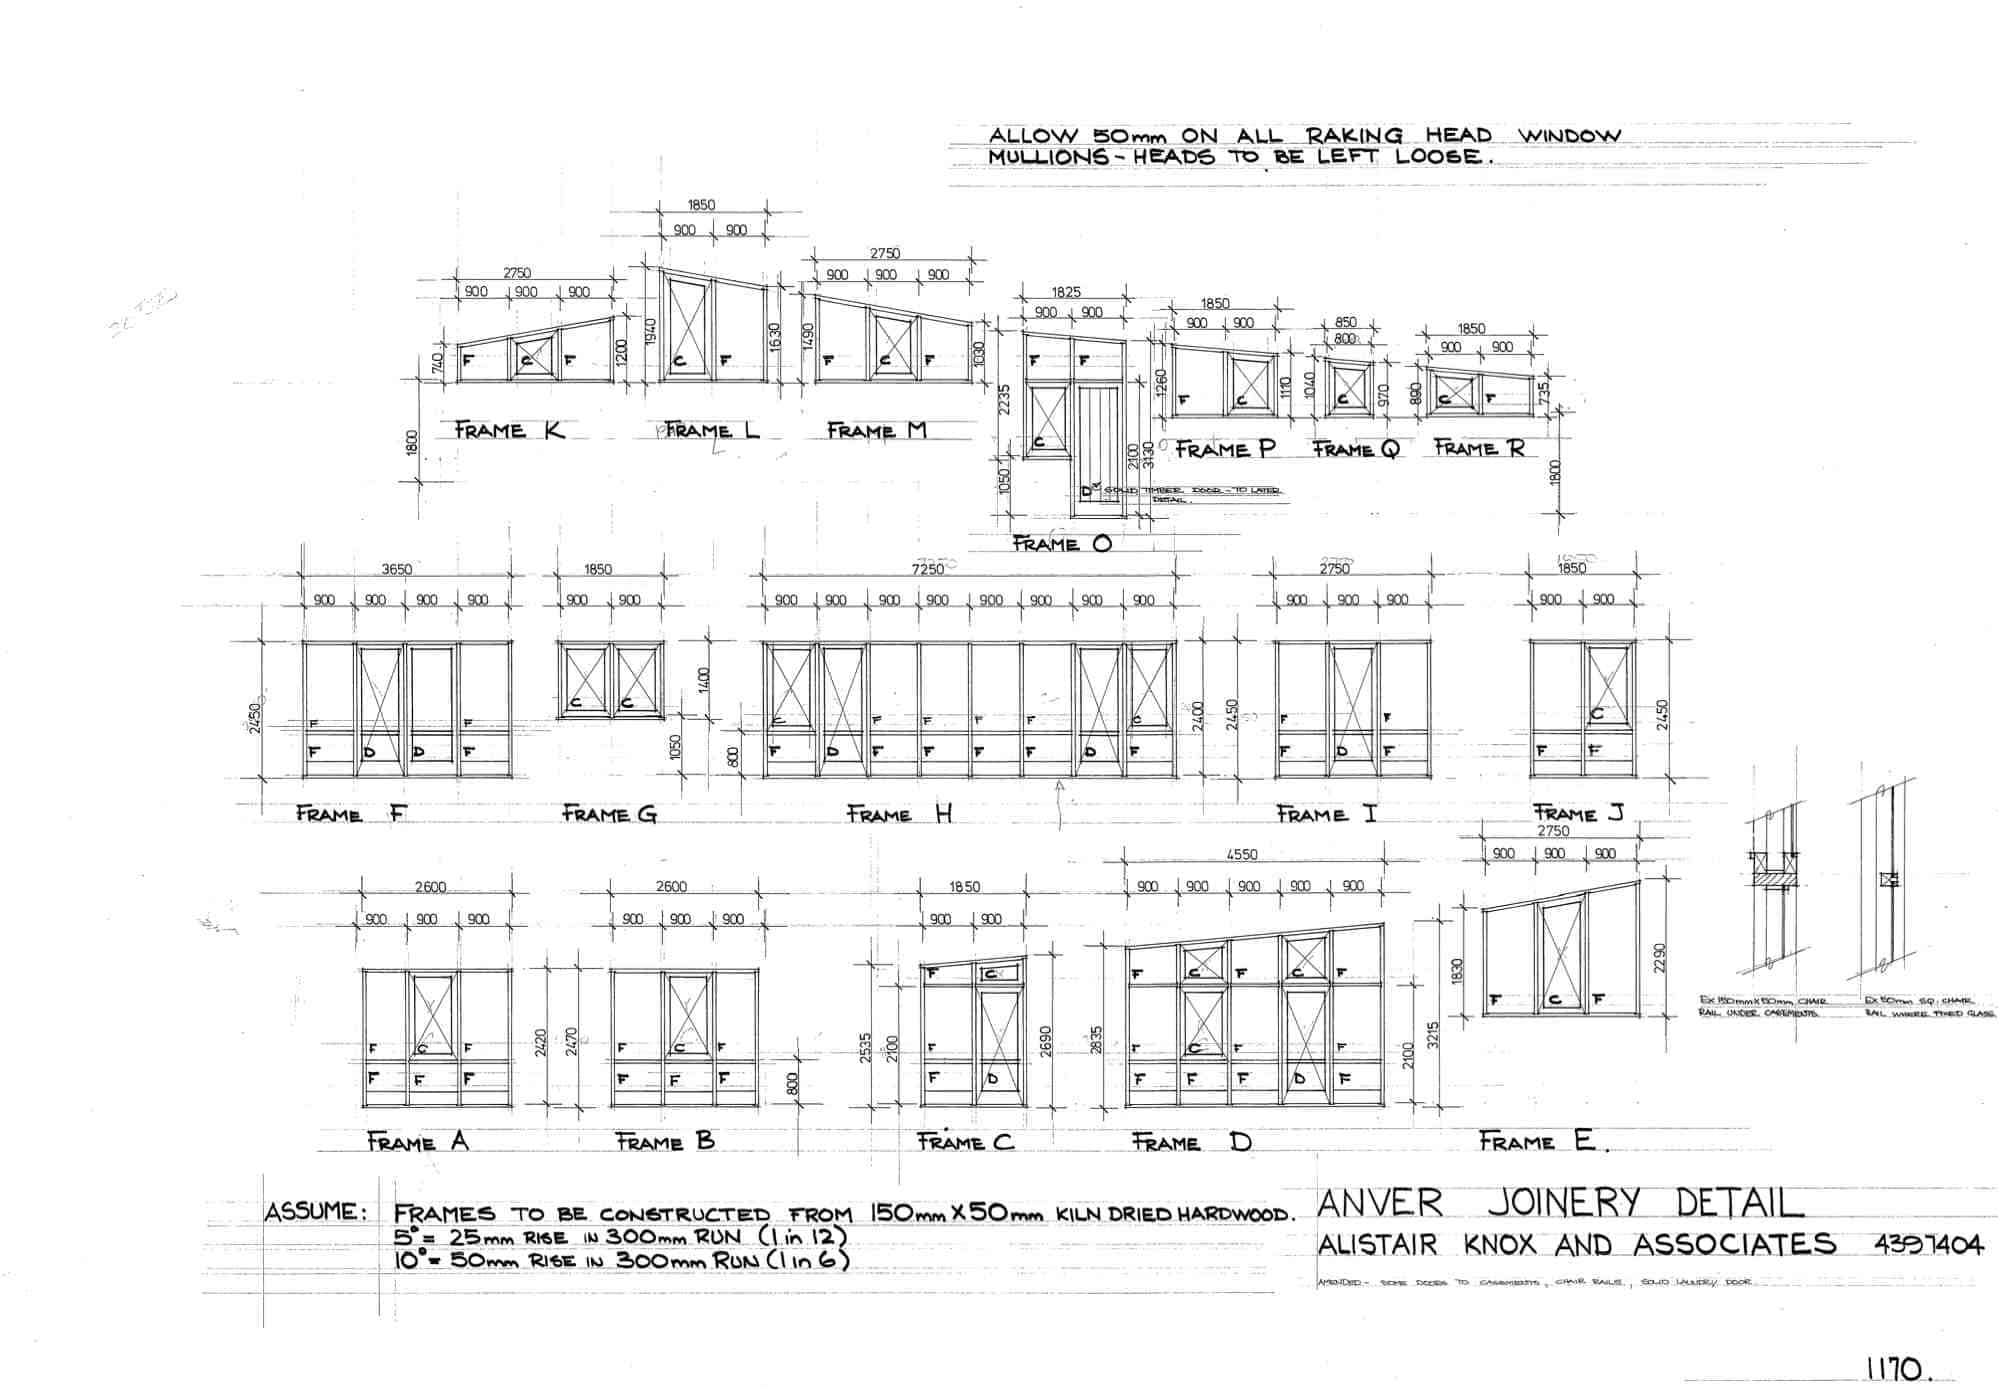 ALLOW 50mm ON ALL RAKING HEAD WINDOW
MULLIONS - HEADS TO BE LEFT LOOSE.
2750
900 900 900
740
1200
F C F
FRAME K
1800
1850
900 900
1940
1630
C F
FRAME L
2750
900 900 900
1490
1030
F C F
FRAME M
1825
900 900
2235
1050
2100
3130
F F
C
D
SOLID TIMBER DOOR - TO LATER
DETAIL.
FRAME O
1850
900 900
1260
1110
F C
FRAME P
850
800
1040
970
C
FRAME Q
1850
900 900
890
735
C F
FRAME R
1800
3650
900 900 900 900
2450
F F
F D D F
FRAME F
1850
900 900
C C
1400
1050
FRAME G
7250
900 900 900 900 900 900 900 900
800
2400
2450
C F F F F C
F D F F F F D F
FRAME H
2750
900 900 900
F F
F D F
FRAME I
1850
900 900
2450
C
F F
FRAME J
2600
900 900 900
2420
F C F
F F F
FRAME A
2600
900 900 900
2470
800
F C F
F F F
FRAME B
1850
900 900
2535
2100
2690
F C
F
F D
FRAME C
4550
900 900 900 900 900
2835
2100
3215
F C F C F
F C F F
F F F D F
FRAME D
2750
900 900 900
1830
2290
F C F
FRAME E.
EX 150mm X 50mm CHAIR
RAIL UNDER CASEMENTS
EX 50mm SQ. CHAIR
RAIL WHERE FIXED GLASS
ASSUME: FRAMES TO BE CONSTRUCTED FROM 150mm X 50mm KILN DRIED HARDWOOD.
5° = 25mm RISE IN 300mm RUN (1 in 12)
10° = 50mm RISE IN 300mm RUN (1 in 6)
ANVER JOINERY DETAIL
ALISTAIR KNOX AND ASSOCIATES 4397404
AMENDED - SOME DOORS TO CASEMENTS, CHAIR RAILS, SOLID LAUNDRY DOOR
1170.